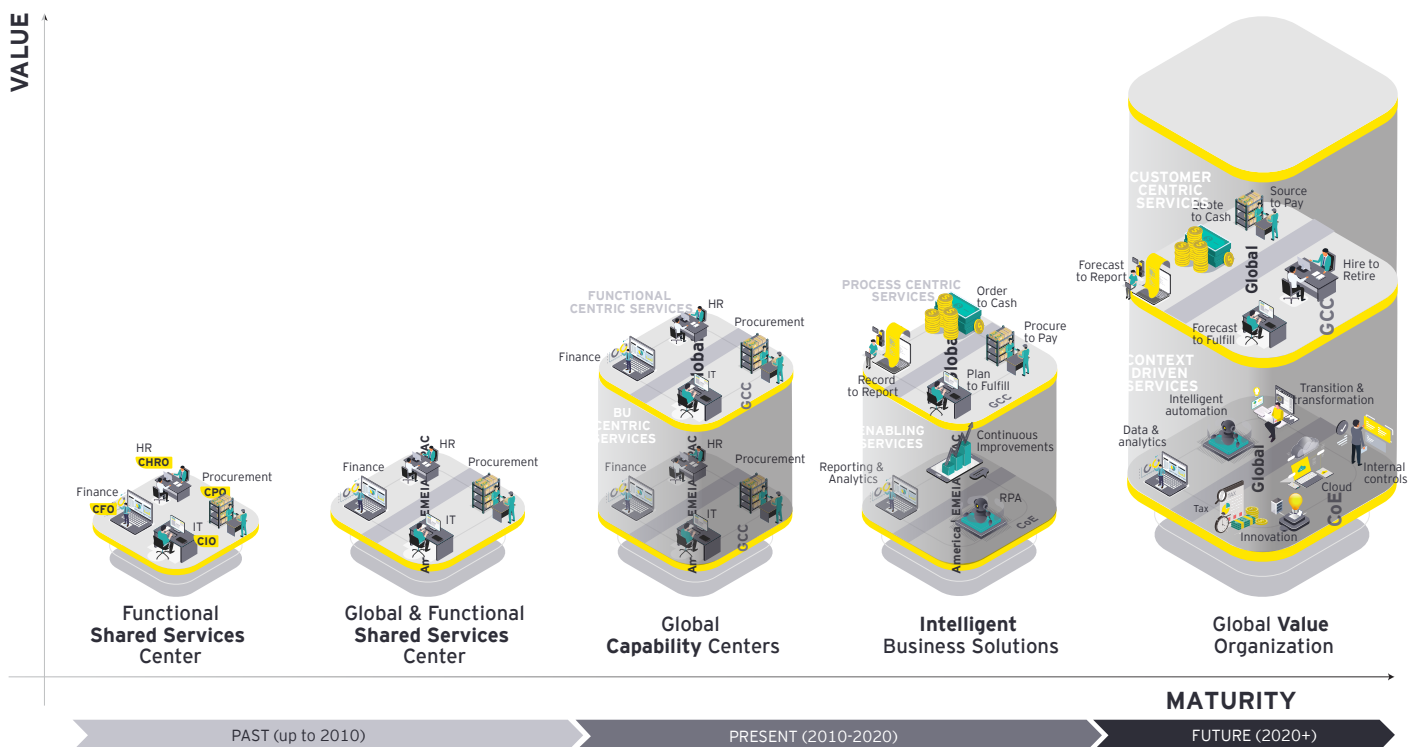 VALUE
HR
CHRO
Procurement
CPO
Finance
CFO
IT
CIO
Functional
Shared Services
Center
HR
Finance
Procurement
IT
EMEIA
Global & Functional
Shared Services
Center
FUNCTIONAL
CENTRIC SERVICES
HR
Procurement
Finance
IT
GCC
BU
CENTRIC
SERVICES
HR
Finance
Procurement
IT
EMEIA
GCC
Global
Capability Centers
PROCESS CENTRIC
SERVICES
Order
to Cash
Procure
to Pay
Record
to Report
Plan
to Fulfill
GCC
ENABLING
SERVICES
Continuous
Improvements
Reporting &
Analytics
RPA
CoE
America
EMEIA
Intelligent
Business Solutions
CUSTOMER
CENTRIC
SERVICES
Source
to Pay
to Cash
Forecast
to Report
Global
Hire to
Retire
Forecast
to Fulfill
GCC
CONTEXT
DRIVEN
SERVICES
Transition &
transformation
Intelligent
automation
Data &
analytics
Global
Internal
controls
Cloud
Tax
Innovation
CoE
Global Value
Organization
MATURITY
PAST (up to 2010)
PRESENT (2010-2020)
FUTURE (2020+)